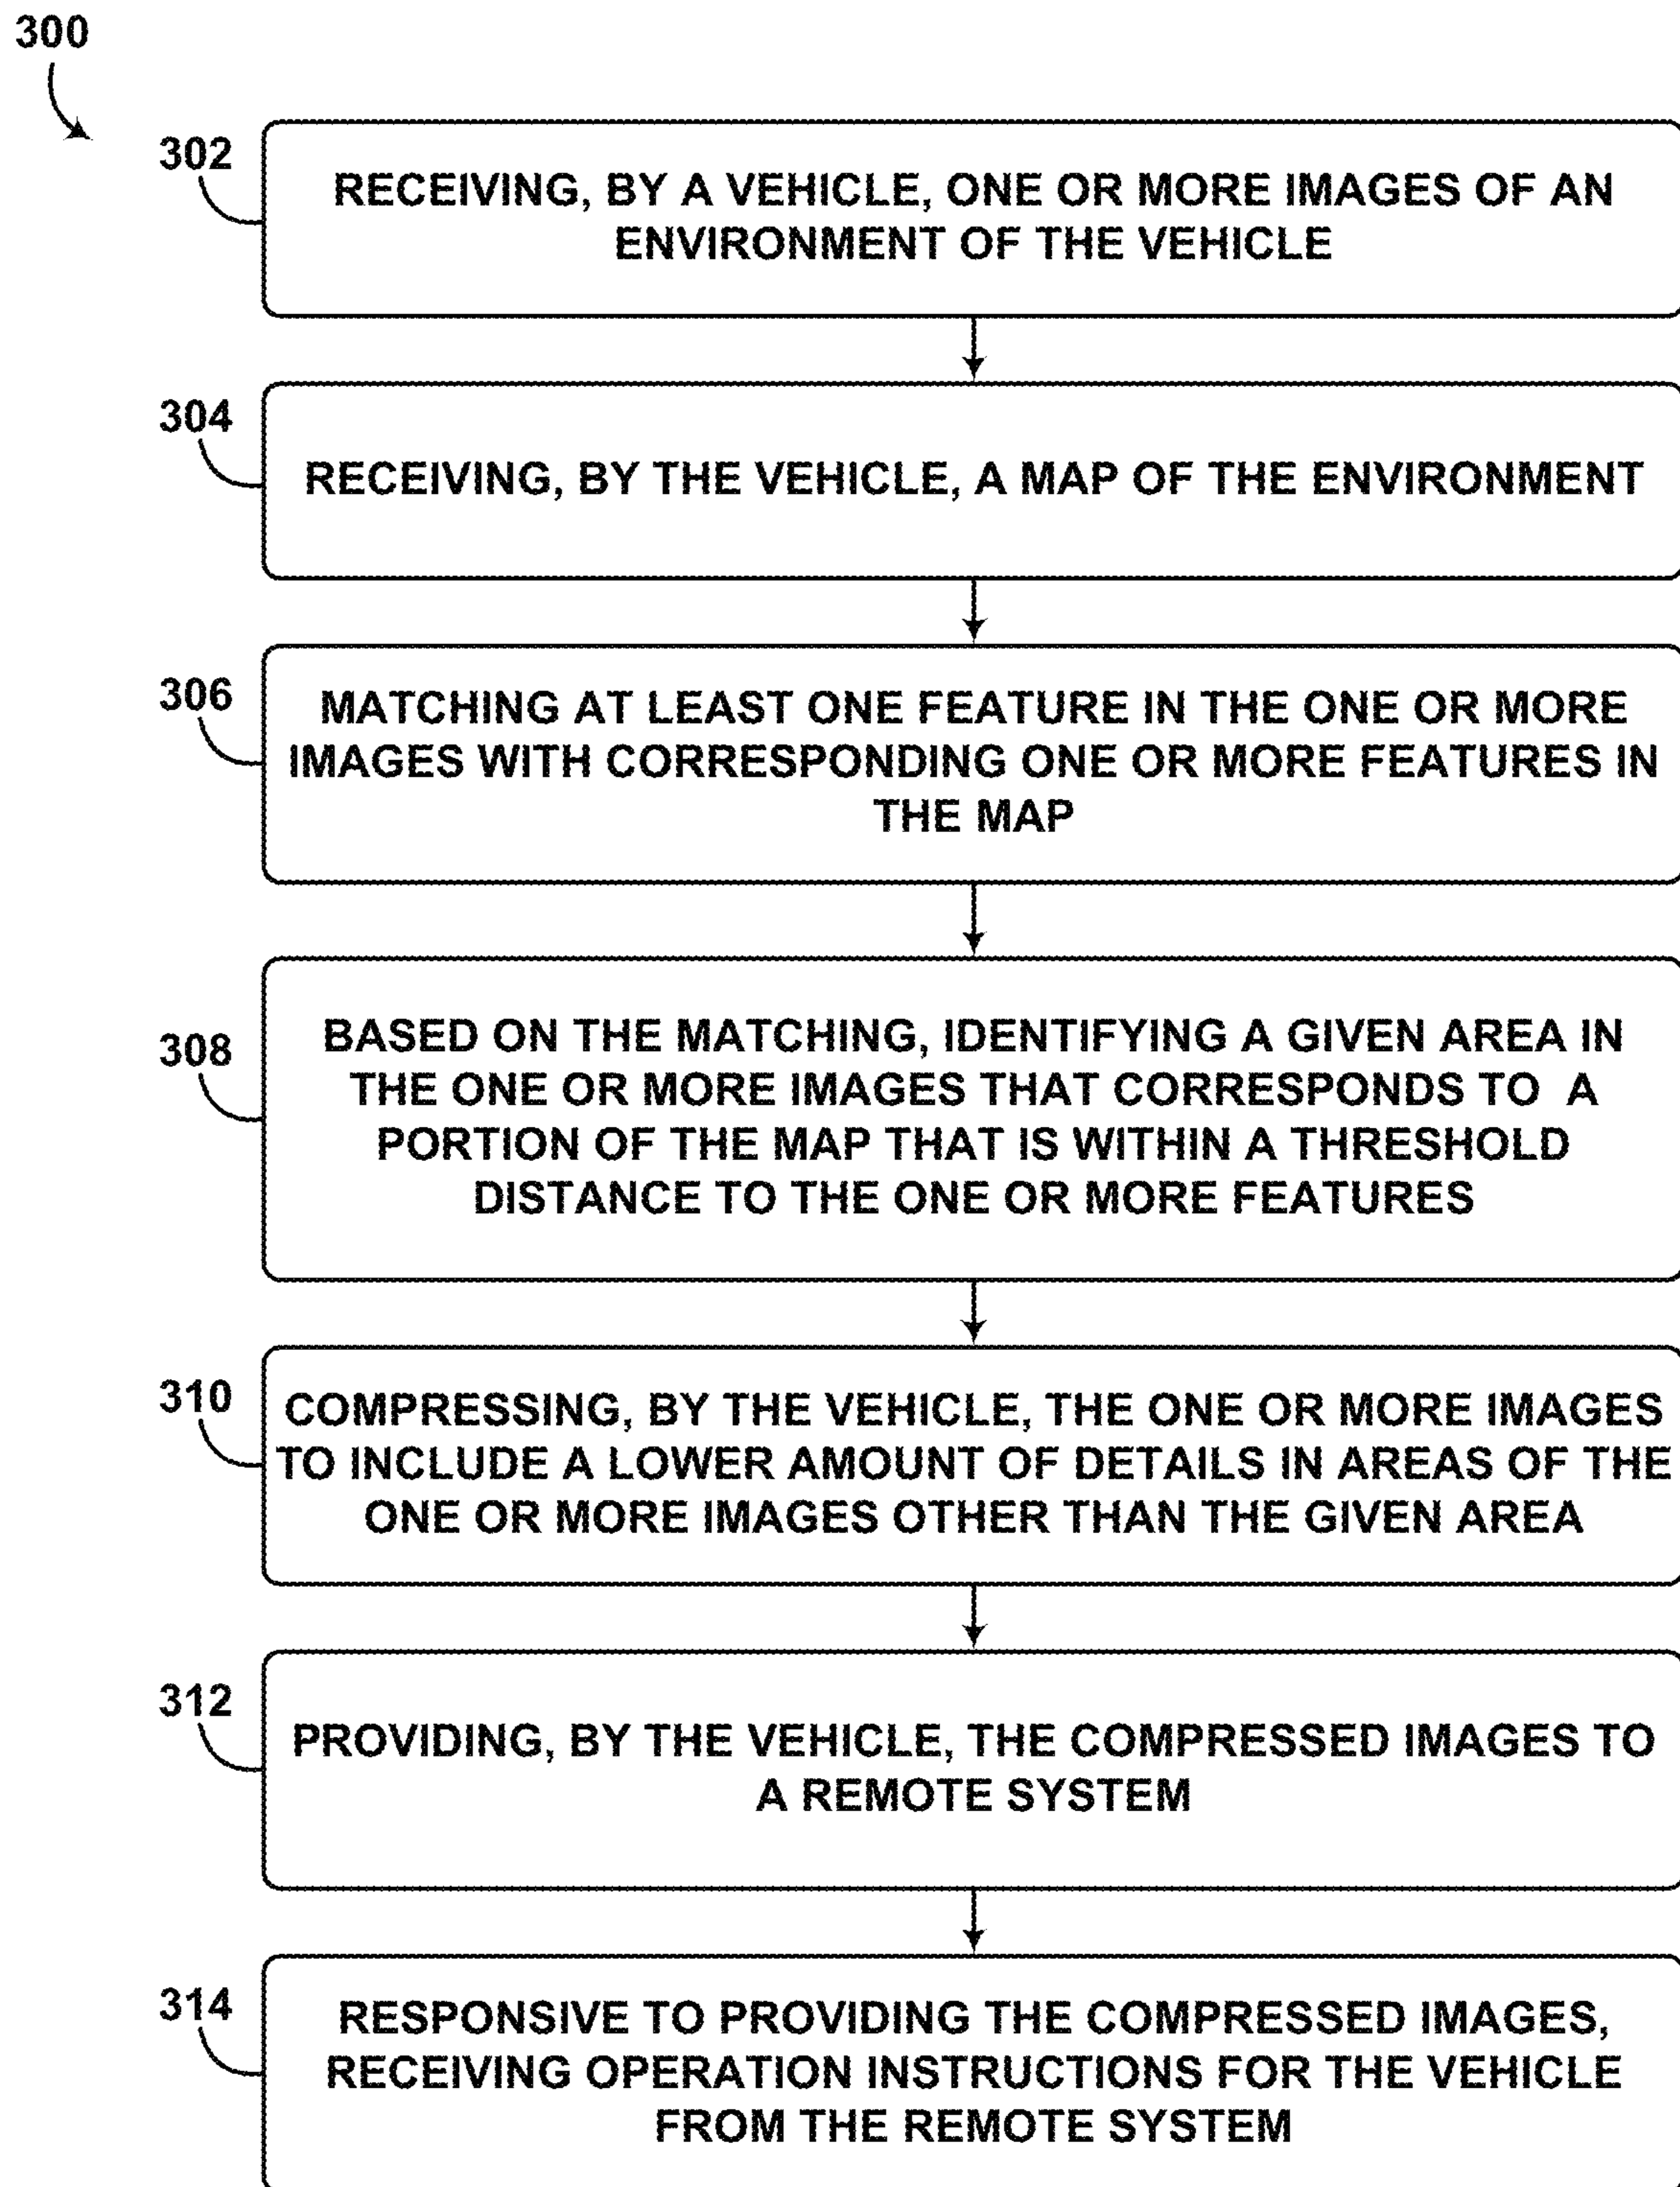 300
302
RECEIVING, BY A VEHICLE, ONE OR MORE IMAGES OF AN
ENVIRONMENT OF THE VEHICLE
304
RECEIVING, BY THE VEHICLE, A MAP OF THE ENVIRONMENT
306
MATCHING AT LEAST ONE FEATURE IN THE ONE OR MORE
IMAGES WITH CORRESPONDING ONE OR MORE FEATURES IN
THE MAP
308
BASED ON THE MATCHING, IDENTIFYING A GIVEN AREA IN
THE ONE OR MORE IMAGES THAT CORRESPONDS TO A
PORTION OF THE MAP THAT IS WITHIN A THRESHOLD
DISTANCE TO THE ONE OR MORE FEATURES
310
COMPRESSING, BY THE VEHICLE, THE ONE OR MORE IMAGES
TO INCLUDE A LOWER AMOUNT OF DETAILS IN AREAS OF THE
ONE OR MORE IMAGES OTHER THAN THE GIVEN AREA
312
PROVIDING, BY THE VEHICLE, THE COMPRESSED IMAGES TO
A REMOTE SYSTEM
314
RESPONSIVE TO PROVIDING THE COMPRESSED IMAGES,
RECEIVING OPERATION INSTRUCTIONS FOR THE VEHICLE
FROM THE REMOTE SYSTEM